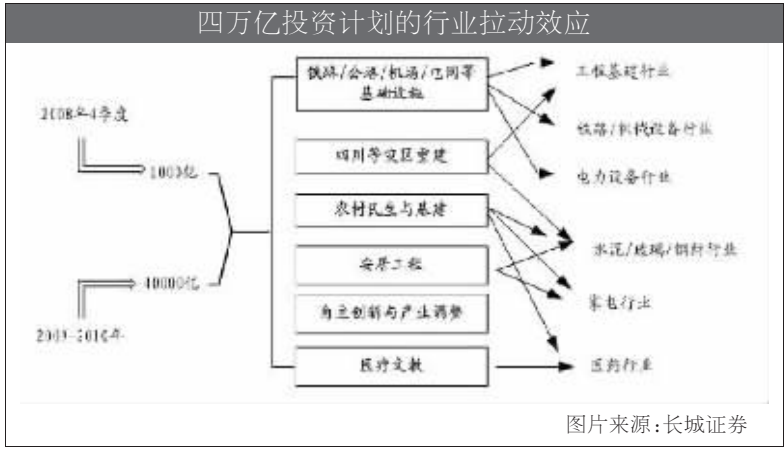 四万亿投资计划的行业拉动效应
2008年4季度
1000亿
40000亿
2009-2010年
铁路/公路/机场/电网等
基础设施
四川等灾区重建
农村民生与基建
安居工程
自主创新与产业调整
医疗文教
工程基础行业
铁路/机械设备行业
电力设备行业
水泥/玻璃/钢材行业
家电行业
医药行业
图片来源:长城证券